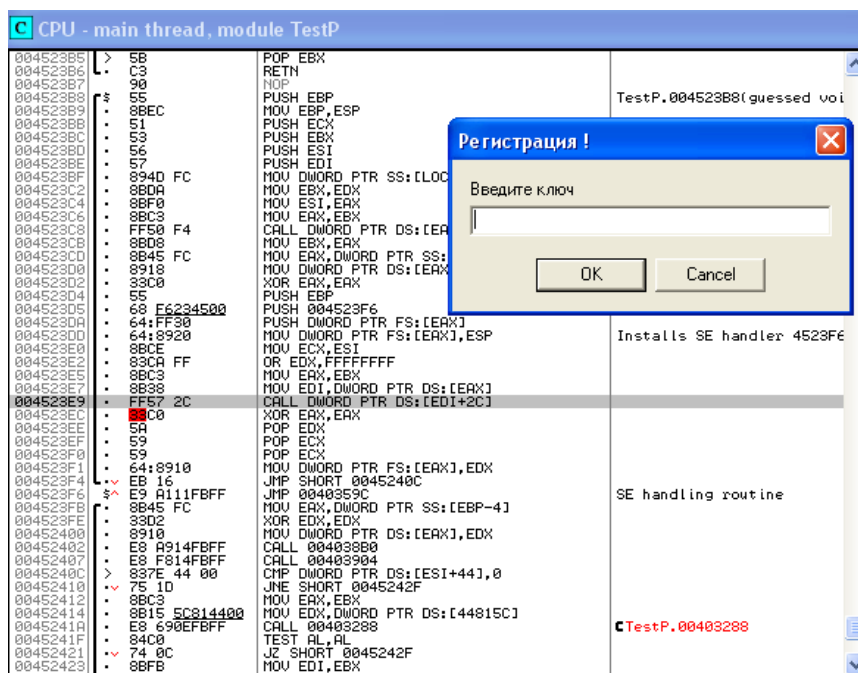 C CPU - main thread, module TestP
004523B5 > 5B POP EBX
004523B6 . C3 RETN
004523B7 90 NOP
004523B8 $ 55 PUSH EBP TestP.004523B8(guessed voi
004523B9 . 8BEC MOV EBP,ESP
004523BB . 51 PUSH ECX
004523BC . 53 PUSH EBX
004523BD . 56 PUSH ESI
004523BE . 57 PUSH EDI
004523BF . 894D FC MOV DWORD PTR SS:[LOC
004523C2 . 8BDA MOV EBX,EDX
004523C4 . 8BF0 MOV ESI,EAX
004523C6 . 8BC3 MOV EAX,EBX
004523C8 . FF50 F4 CALL DWORD PTR DS:[EA
004523CB . 8BD8 MOV EBX,EAX
004523CD . 8B45 FC MOV EAX,DWORD PTR SS:
004523D0 . 8918 MOV DWORD PTR DS:[EAX
004523D2 . 33C0 XOR EAX,EAX
004523D4 . 55 PUSH EBP
004523D5 . 68 F6234500 PUSH 004523F6
004523DA . 64:FF30 PUSH DWORD PTR FS:[EAX]
004523DD . 64:8920 MOV DWORD PTR FS:[EAX],ESP Installs SE handler 4523F6
004523E0 . 8BCE MOV ECX,ESI
004523E2 . 83CA FF OR EDX,FFFFFFFF
004523E5 . 8BC3 MOV EAX,EBX
004523E7 . 8B38 MOV EDI,DWORD PTR DS:[EAX]
004523E9 . FF57 2C CALL DWORD PTR DS:[EDI+2C]
004523EC . 33C0 XOR EAX,EAX
004523EE . 5A POP EDX
004523EF . 59 POP ECX
004523F0 . 59 POP ECX
004523F1 . 64:8910 MOV DWORD PTR FS:[EAX],EDX
004523F4 . EB 16 JMP SHORT 0045240C
004523F6 $^ E9 A111FBFF JMP 0040359C SE handling routine
004523FB . 8B45 FC MOV EAX,DWORD PTR SS:[EBP-4]
004523FE . 33D2 XOR EDX,EDX
00452400 . 8910 MOV DWORD PTR DS:[EAX],EDX
00452402 . E8 A914FBFF CALL 004038B0
00452407 . E8 F814FBFF CALL 00403904
0045240C > 837E 44 00 CMP DWORD PTR DS:[ESI+44],0
00452410 . 75 1D JNE SHORT 0045242F
00452412 . 8BC3 MOV EAX,EBX
00452414 . 8B15 5C814400 MOV EDX,DWORD PTR DS:[44815C]
0045241A . E8 690EFBFF CALL 00403288 TestP.00403288
0045241F . 84C0 TEST AL,AL
00452421 . 74 0C JZ SHORT 0045242F
00452423 . 8BFB MOV EDI,EBX
Регистрация !
Введите ключ
OK Cancel